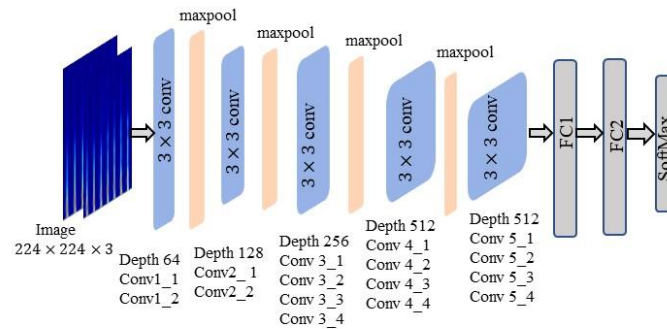 maxpool
maxpool
maxpool
maxpool
3 × 3 conv
3 × 3 conv
3 × 3 conv
3 × 3 conv
3 × 3 conv
FC1
FC2
SoftMax
Image
224 × 224 × 3
Depth 64
Conv1_1
Conv1_2
Depth 128
Conv2_1
Conv2_2
Depth 256
Conv 3_1
Conv 3_2
Conv 3_3
Conv 3_4
Depth 512
Conv 4_1
Conv 4_2
Conv 4_3
Conv 4_4
Depth 512
Conv 5_1
Conv 5_2
Conv 5_3
Conv 5_4